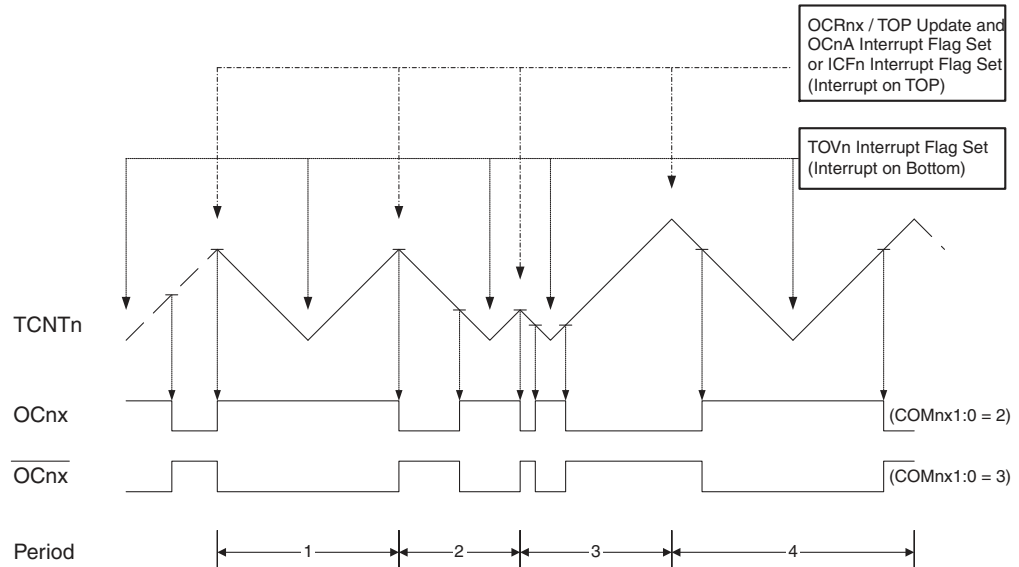 OCRnx / TOP Update and
OCnA Interrupt Flag Set
or ICFn Interrupt Flag Set
(Interrupt on TOP)
TOVn Interrupt Flag Set
(Interrupt on Bottom)
TCNTn
OCnx
(COMnx1:0 = 2)
OCnx
(COMnx1:0 = 3)
Period
1
2
3
4